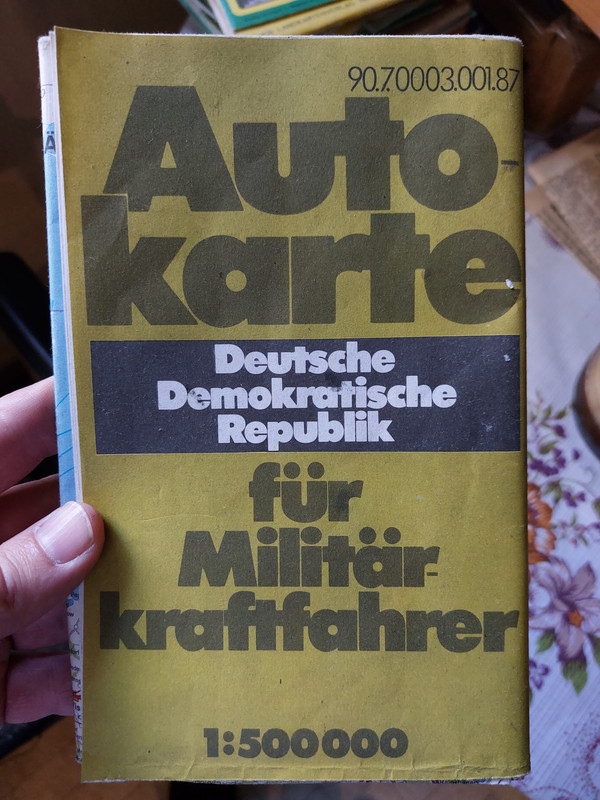 90.7.0003.001.87
Auto-
karte
Deutsche
Demokratische
Republik
für
Militär-
kraftfahrer
1:500000